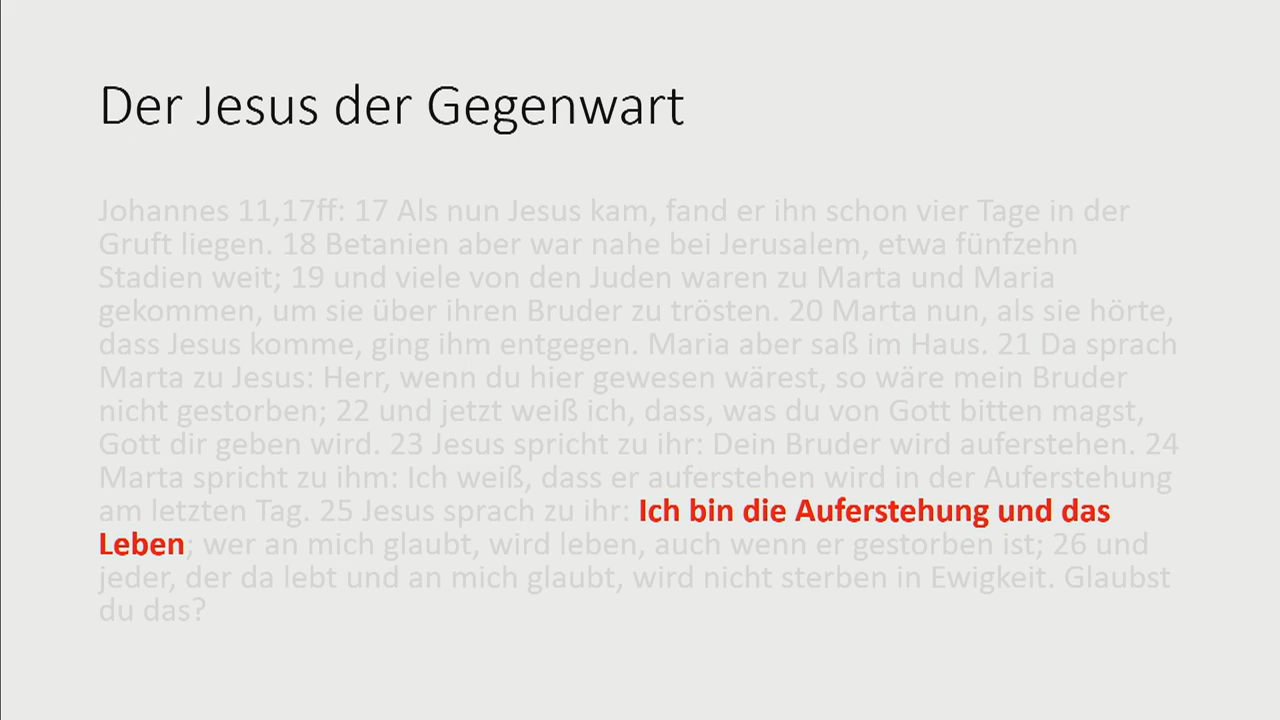 Der Jesus der Gegenwart
Johannes 11,17ff: 17 Als nun Jesus kam, fand er ihn schon vier Tage in der
Gruft liegen. 18 Betanien aber war nahe bei Jerusalem, etwa fünfzehn
Stadien weit; 19 und viele von den Juden waren zu Marta und Maria
gekommen, um sie über ihren Bruder zu trösten. 20 Marta nun, als sie hörte,
dass Jesus komme, ging ihm entgegen. Maria aber saß im Haus. 21 Da sprach
Marta zu Jesus: Herr, wenn du hier gewesen wärest, so wäre mein Bruder
nicht gestorben; 22 und jetzt weiß ich, dass, was du von Gott bitten magst,
Gott dir geben wird. 23 Jesus spricht zu ihr: Dein Bruder wird auferstehen. 24
Marta spricht zu ihm: Ich weiß, dass er auferstehen wird in der Auferstehung
am letzten Tag. 25 Jesus sprach zu ihr: Ich bin die Auferstehung und das
Leben; wer an mich glaubt, wird leben, auch wenn er gestorben ist; 26 und
jeder, der da lebt und an mich glaubt, wird nicht sterben in Ewigkeit. Glaubst
du das?